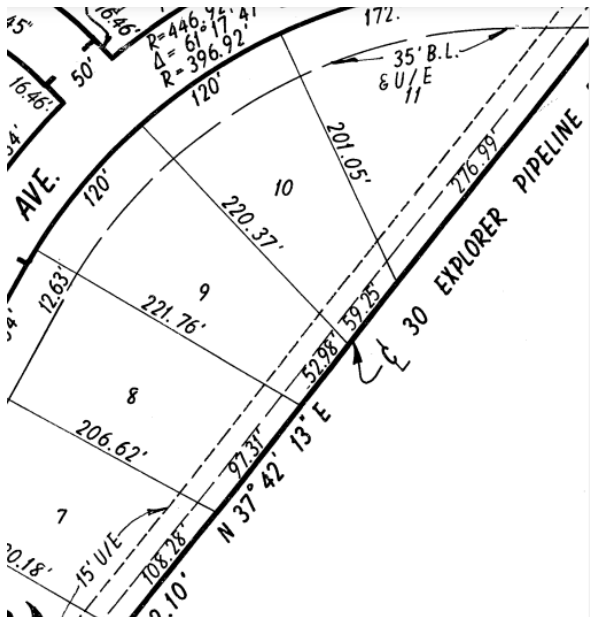 45"
16.46'
R=446.92'
Δ = 61° 17' 41"
R = 396.92'
172.
50'
35' B.L.
& U/E
11
16.46'
120'
201.05'
276.99'
AVE.
120'
10
220.37'
EXPLORER PIPELINE
30
12.63'
9
221.76'
59.25'
℄
52.98'
8
206.62'
97.31'
N 37° 42' 13" E
7
15' U/E
108.28'
0.18'
2.10'